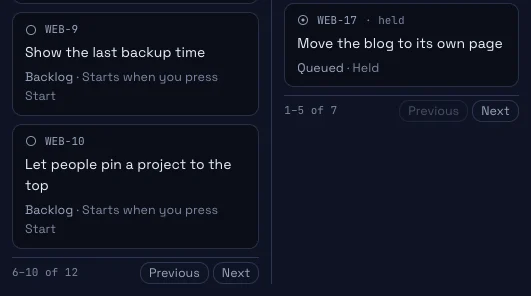 WEB-9
Show the last backup time
Backlog · Starts when you press
Start
WEB-10
Let people pin a project to the
top
Backlog · Starts when you press
Start
6–10 of 12
Previous
Next
WEB-17 · held
Move the blog to its own page
Queued · Held
1–5 of 7
Previous
Next